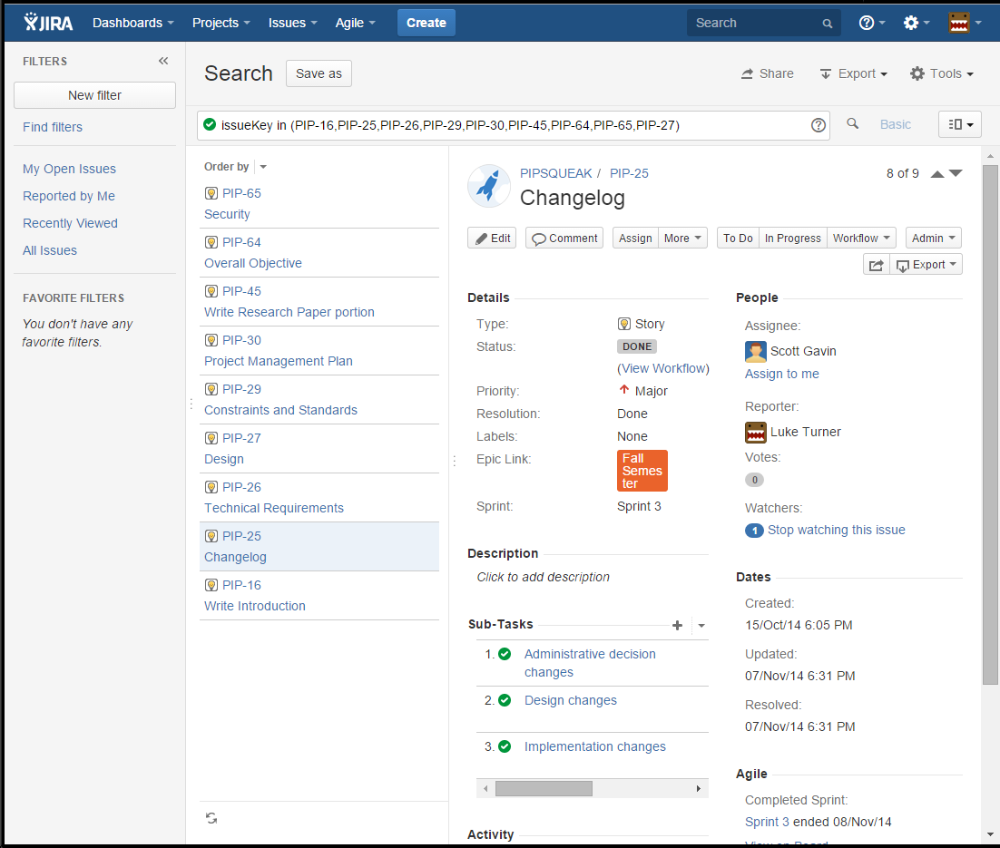 JIRA Dashboards Projects Issues Agile Create Search
FILTERS
New filter
Find filters
My Open Issues
Reported by Me
Recently Viewed
All Issues
FAVORITE FILTERS
You don't have any
favorite filters.
Search Save as Share Export Tools
issueKey in (PIP-16,PIP-25,PIP-26,PIP-29,PIP-30,PIP-45,PIP-64,PIP-65,PIP-27) Basic
Order by
PIP-65
Security
PIP-64
Overall Objective
PIP-45
Write Research Paper portion
PIP-30
Project Management Plan
PIP-29
Constraints and Standards
PIP-27
Design
PIP-26
Technical Requirements
PIP-25
Changelog
PIP-16
Write Introduction
PIPSQUEAK / PIP-25 8 of 9
Changelog
Edit Comment Assign More To Do In Progress Workflow Admin
Export
Details
Type: Story
Status: DONE
(View Workflow)
Priority: Major
Resolution: Done
Labels: None
Epic Link: Fall
Semes
ter
Sprint: Sprint 3
Description
Click to add description
Sub-Tasks
1. Administrative decision
changes
2. Design changes
3. Implementation changes
Activity
People
Assignee:
Scott Gavin
Assign to me
Reporter:
Luke Turner
Votes:
0
Watchers:
1 Stop watching this issue
Dates
Created:
15/Oct/14 6:05 PM
Updated:
07/Nov/14 6:31 PM
Resolved:
07/Nov/14 6:31 PM
Agile
Completed Sprint:
Sprint 3 ended 08/Nov/14
View on Board